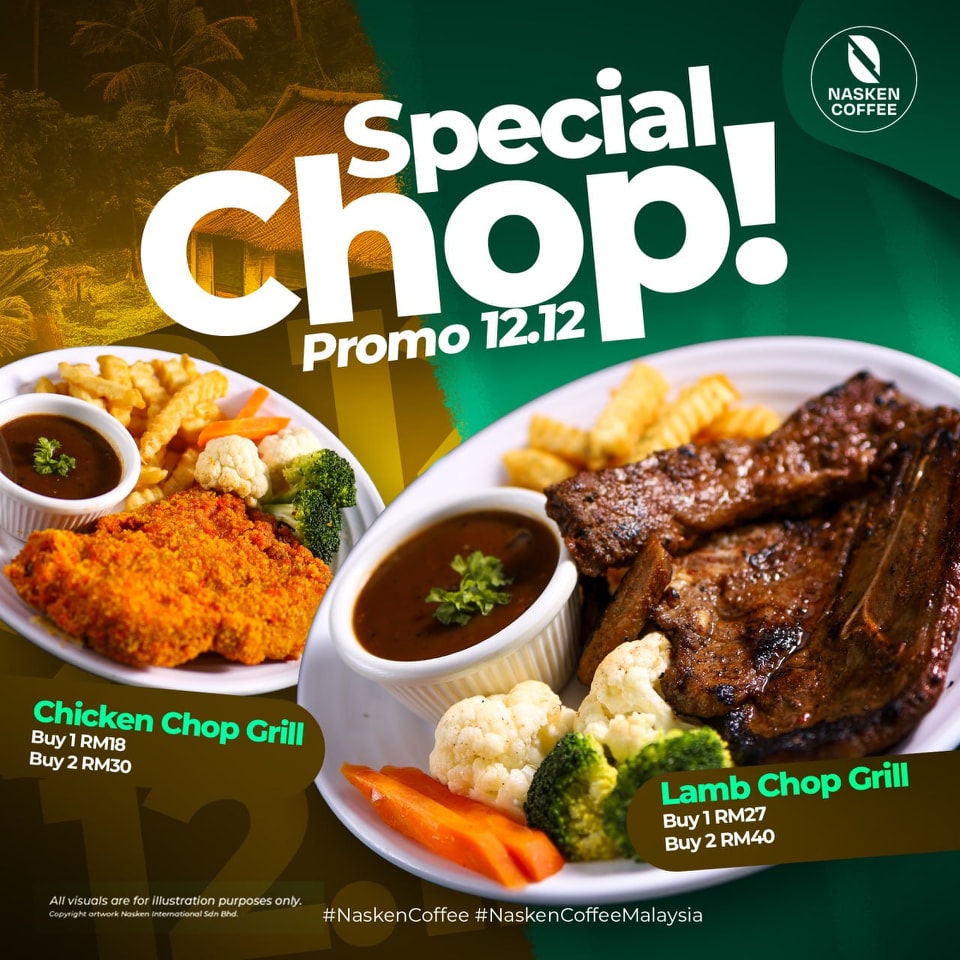 NASKEN
COFFEE
Special
Chop!
Promo 12.12
Chicken Chop Grill
Buy 1 RM18
Buy 2 RM30
Lamb Chop Grill
Buy 1 RM27
Buy 2 RM40
12.1
All visuals are for illustration purposes only.
Copyright artwork Nasken International Sdn Bhd.
#NaskenCoffee #NaskenCoffeeMalaysia